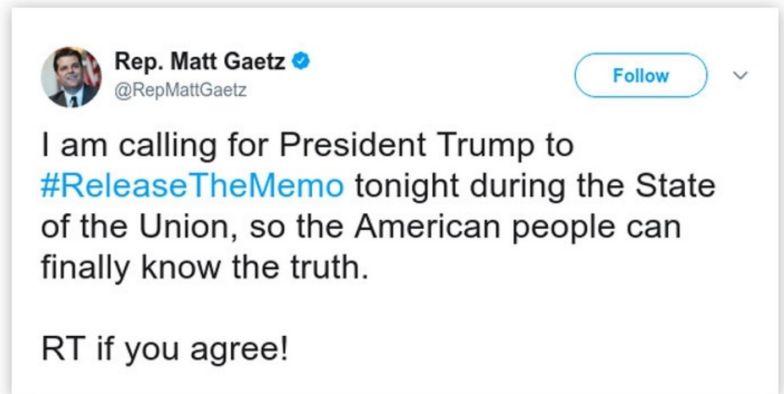 Rep. Matt Gaetz
@RepMattGaetz
Follow
I am calling for President Trump to
#ReleaseTheMemo tonight during the State
of the Union, so the American people can
finally know the truth.
RT if you agree!